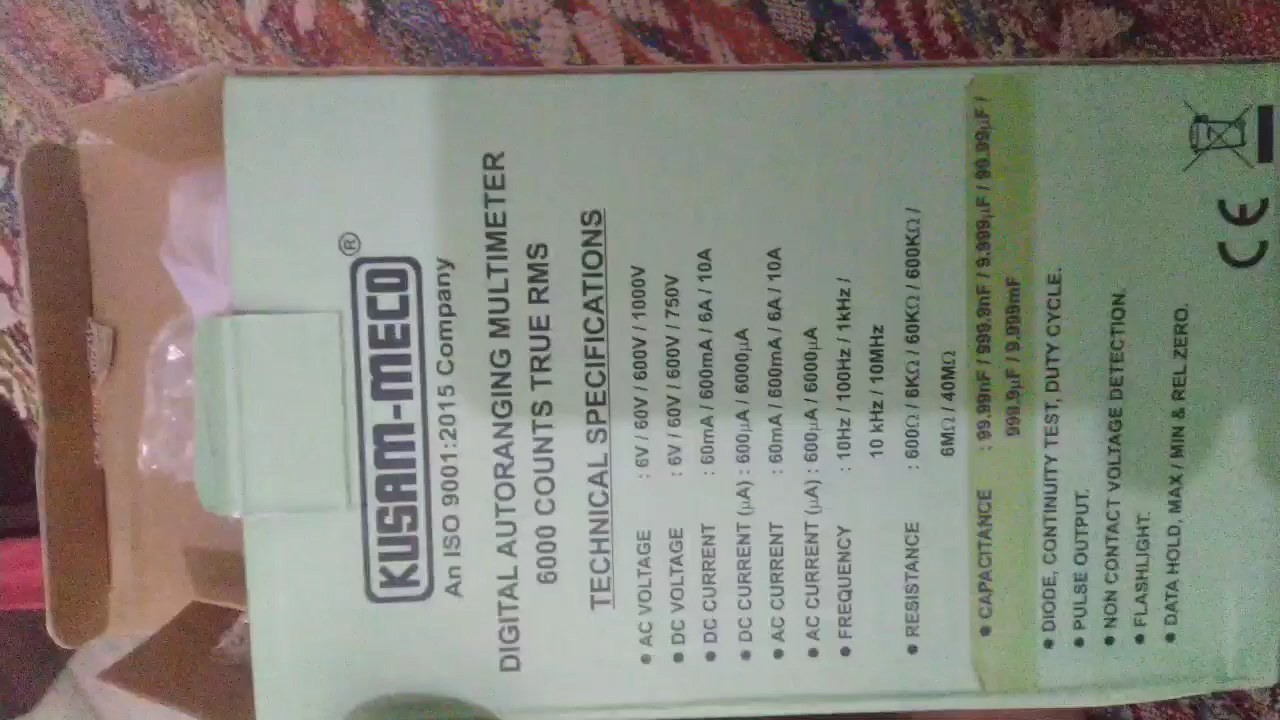 KUSAM-MECO®
An ISO 9001:2015 Company
DIGITAL AUTORANGING MULTIMETER
6000 COUNTS TRUE RMS
TECHNICAL SPECIFICATIONS
● AC VOLTAGE : 6V / 60V / 600V / 1000V
● DC VOLTAGE : 6V / 60V / 600V / 750V
● DC CURRENT : 60mA / 600mA / 6A / 10A
● DC CURRENT (µA) : 600µA / 6000µA
● AC CURRENT : 60mA / 600mA / 6A / 10A
● AC CURRENT (µA) : 600µA / 6000µA
● FREQUENCY : 10Hz / 100Hz / 1kHz /
10 kHz / 10MHz
● RESISTANCE : 600Ω / 6KΩ / 60KΩ / 600KΩ /
6MΩ / 40MΩ
● CAPACITANCE : 99.99nF / 999.9nF / 9.999µF / 99.99µF /
999.9µF / 9.999mF
● DIODE, CONTINUITY TEST, DUTY CYCLE.
● PULSE OUTPUT.
● NON CONTACT VOLTAGE DETECTION.
● FLASHLIGHT.
● DATA HOLD, MAX / MIN & REL ZERO.
CE